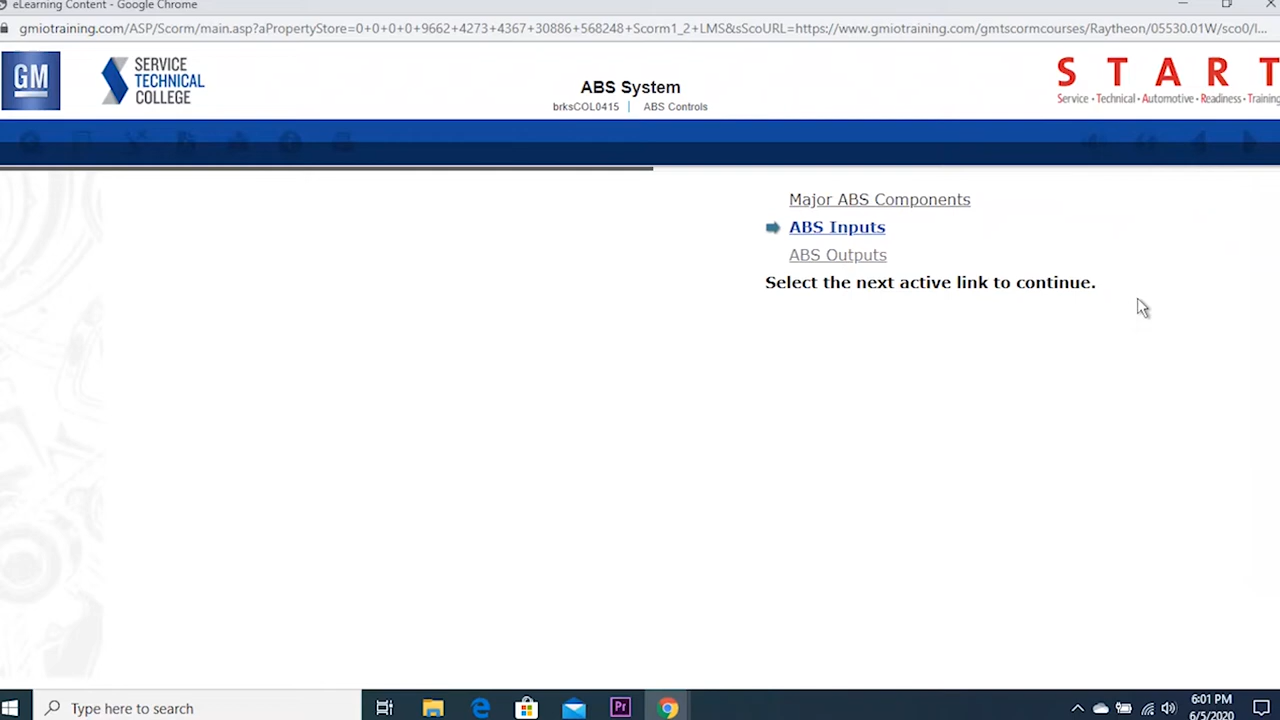 eLearning Content - Google Chrome
gmiotraining.com/ASP/Scorm/main.asp?aPropertyStore=0+0+0+0+9662+4273+4367+30886+568248+Scorm1_2+LMS&sScoURL=https://www.gmiotraining.com/gmtscormcourses/Raytheon/05530.01W/sco0/l...
GM
SERVICE
TECHNICAL
COLLEGE
ABS System
brksCOL0415 | ABS Controls
START
Service • Technical • Automotive • Readiness • Training
Major ABS Components
ABS Inputs
ABS Outputs
Select the next active link to continue.
Type here to search
Pr
6:01 PM
6/5/2020